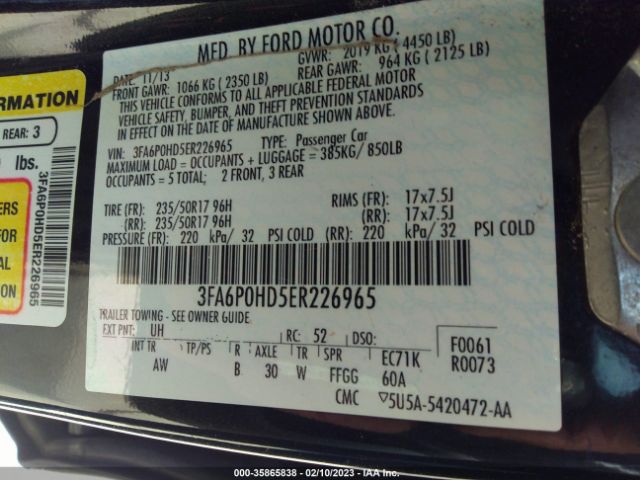 MFD. BY FORD MOTOR CO.
DATE 11/13 GVWR: 2019 KG ( 4450 LB)
FRONT GAWR: 1066 KG ( 2350 LB) REAR GAWR: 964 KG ( 2125 LB)
THIS VEHICLE CONFORMS TO ALL APPLICABLE FEDERAL MOTOR
VEHICLE SAFETY, BUMPER, AND THEFT PREVENTION STANDARDS
IN EFFECT ON THE DATE OF MANUFACTURE SHOWN ABOVE.
VIN: 3FA6P0HD5ER226965 TYPE: Passenger Car
MAXIMUM LOAD = OCCUPANTS + LUGGAGE = 385KG/ 850LB
OCCUPANTS = 5 TOTAL; 2 FRONT, 3 REAR
TIRE (FR): 235/50R17 96H RIMS (FR): 17x7.5J
(RR): 235/50R17 96H (RR): 17x7.5J
PRESSURE (FR): 220 kPa/ 32 PSI COLD (RR): 220 kPa/ 32 PSI COLD
3FA6P0HD5ER226965
TRAILER TOWING - SEE OWNER GUIDE.
EXT PNT: UH RC: 52 DSO: F0061
INT TR TP/PS R AXLE TR SPR EC71K R0073
AW B 30 W FFGG 60A
CMC ▽5U5A-5420472-AA
ORMATION
REAR: 3
lbs.
ERS
FOR
AL
3FA6P0HD5ER226965
000-35865838 - 02/10/2023 - IAA Inc.